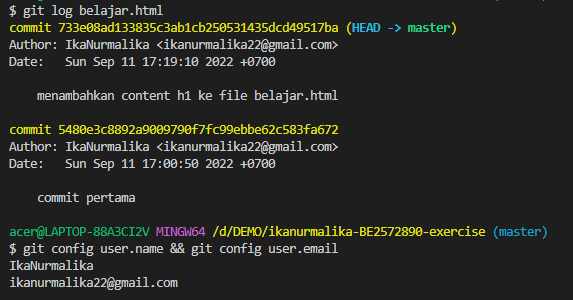 $ git log belajar.html
commit 733e08ad133835c3ab1cb250531435dcd49517ba (HEAD -> master)
Author: IkaNurmalika <ikanurmalika22@gmail.com>
Date:   Sun Sep 11 17:19:10 2022 +0700
menambahkan content h1 ke file belajar.html
commit 5480e3c8892a9009790f7fc99ebbe62c583fa672
Author: IkaNurmalika <ikanurmalika22@gmail.com>
Date:   Sun Sep 11 17:00:50 2022 +0700
commit pertama
acer@LAPTOP-88A3CI2V MINGW64 /d/DEMO/ikanurmalika-BE2572890-exercise (master)
$ git config user.name && git config user.email
IkaNurmalika
ikanurmalika22@gmail.com